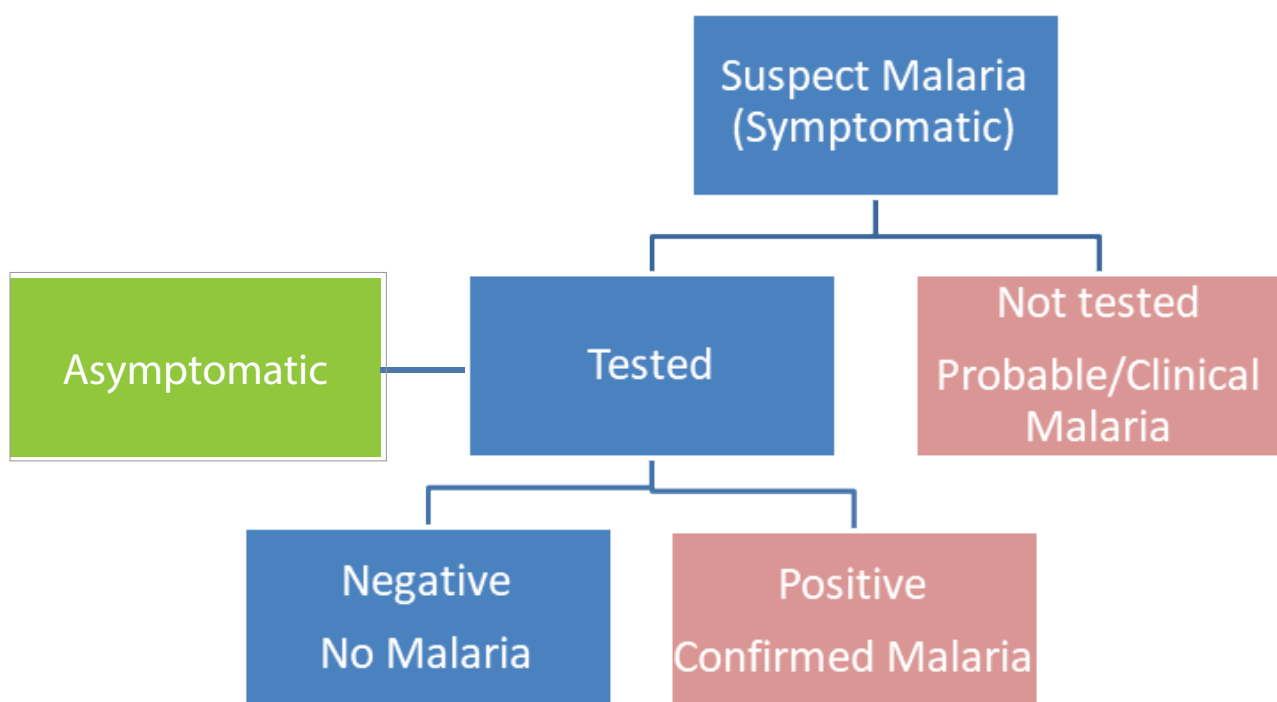 Suspect Malaria
(Symptomatic)
Asymptomatic
Tested
Not tested
Probable/Clinical
Malaria
Negative
No Malaria
Positive
Confirmed Malaria